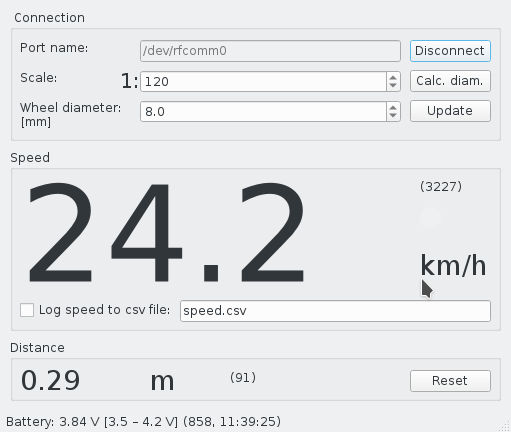 Connection
Port name: /dev/rfcomm0 Disconnect
Scale: 1: 120 Calc. diam.
Wheel diameter: 8.0 Update
[mm]
Speed
24.2 (3227)
km/h
Log speed to csv file: speed.csv
Distance
0.29 m (91) Reset
Battery: 3.84 V [3.5 – 4.2 V] (858, 11:39:25)